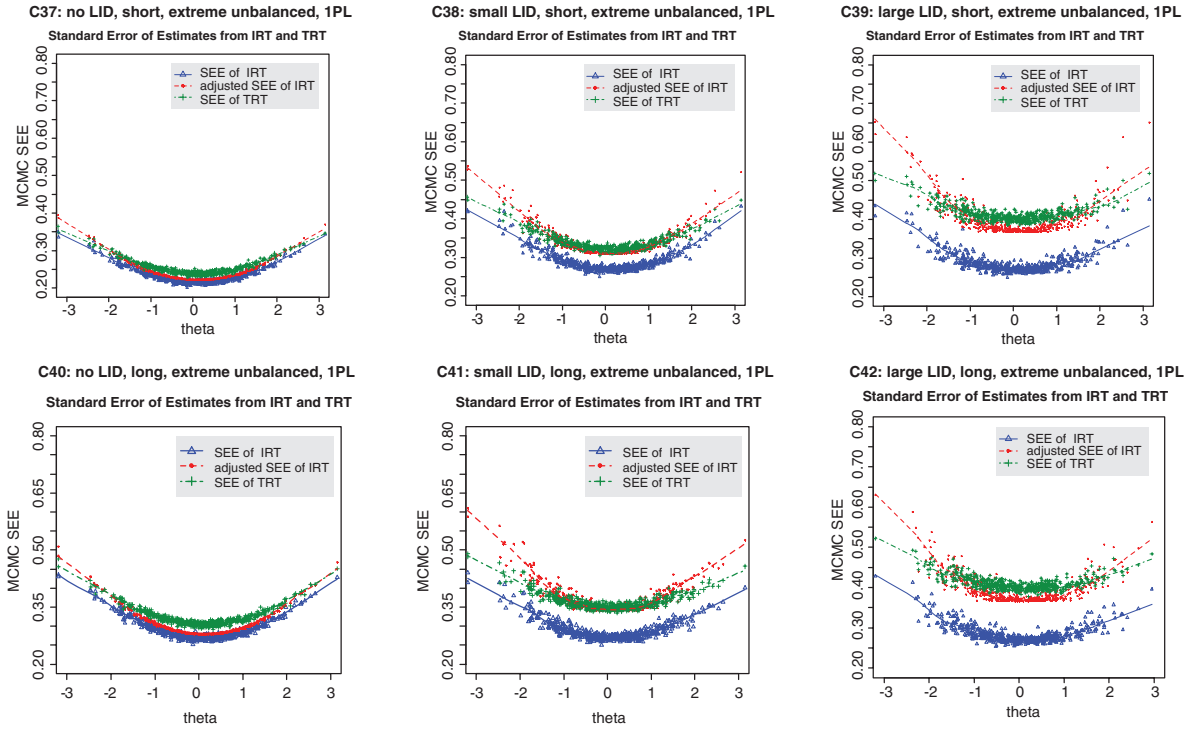 C37: no LID, short, extreme unbalanced, 1PL
Standard Error of Estimates from IRT and TRT
MCMC SEE
0.20 0.30 0.40 0.50 0.60 0.70 0.80
SEE of IRT
adjusted SEE of IRT
SEE of TRT
-3 -2 -1 0 1 2 3
theta
C38: small LID, short, extreme unbalanced, 1PL
Standard Error of Estimates from IRT and TRT
MCMC SEE
0.20 0.30 0.40 0.50 0.60 0.70 0.80
SEE of IRT
adjusted SEE of IRT
SEE of TRT
-3 -2 -1 0 1 2 3
theta
C39: large LID, short, extreme unbalanced, 1PL
Standard Error of Estimates from IRT and TRT
MCMC SEE
0.20 0.30 0.40 0.50 0.60 0.70 0.80
SEE of IRT
adjusted SEE of IRT
SEE of TRT
-3 -2 -1 0 1 2 3
theta
C40: no LID, long, extreme unbalanced, 1PL
Standard Error of Estimates from IRT and TRT
MCMC SEE
0.20 0.35 0.50 0.65 0.80
SEE of IRT
adjusted SEE of IRT
SEE of TRT
-3 -2 -1 0 1 2 3
theta
C41: small LID, long, extreme unbalanced, 1PL
Standard Error of Estimates from IRT and TRT
MCMC SEE
0.20 0.35 0.50 0.65 0.80
SEE of IRT
adjusted SEE of IRT
SEE of TRT
-3 -2 -1 0 1 2 3
theta
C42: large LID, long, extreme unbalanced, 1PL
Standard Error of Estimates from IRT and TRT
MCMC SEE
0.20 0.30 0.40 0.50 0.60 0.70 0.80
SEE of IRT
adjusted SEE of IRT
SEE of TRT
-3 -2 -1 0 1 2 3
theta